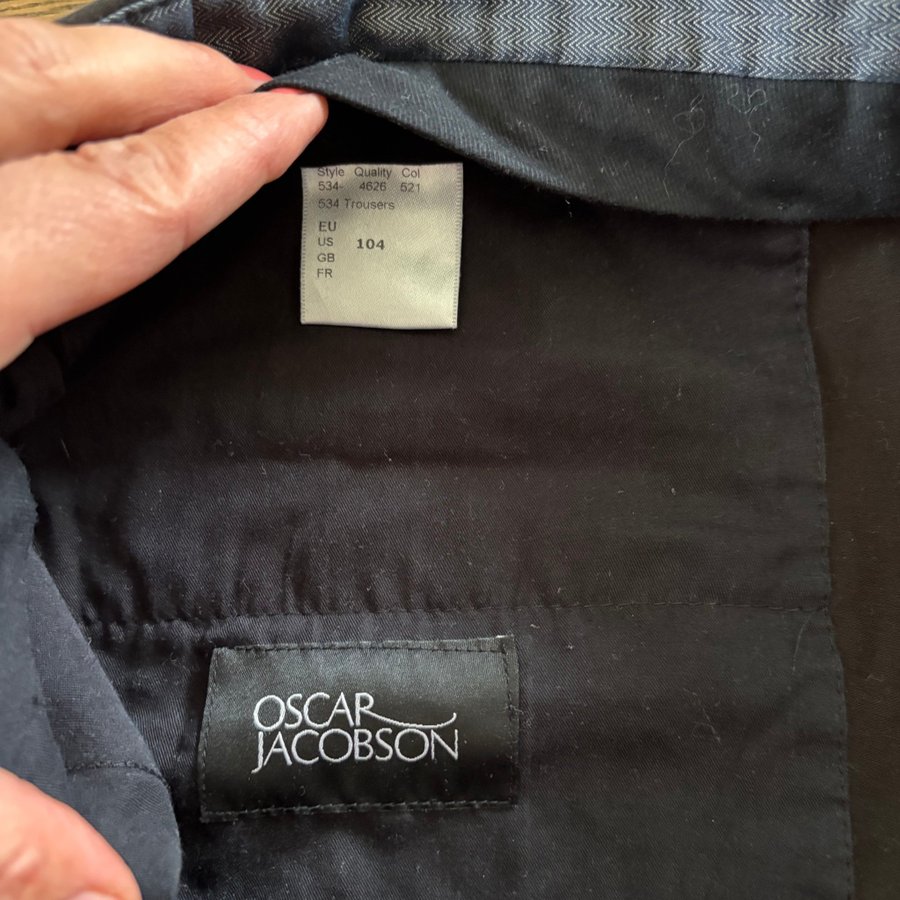 Style Quality Col
534- 4626 521
534 Trousers
EU
US 104
GB
FR
OSCAR
JACOBSON